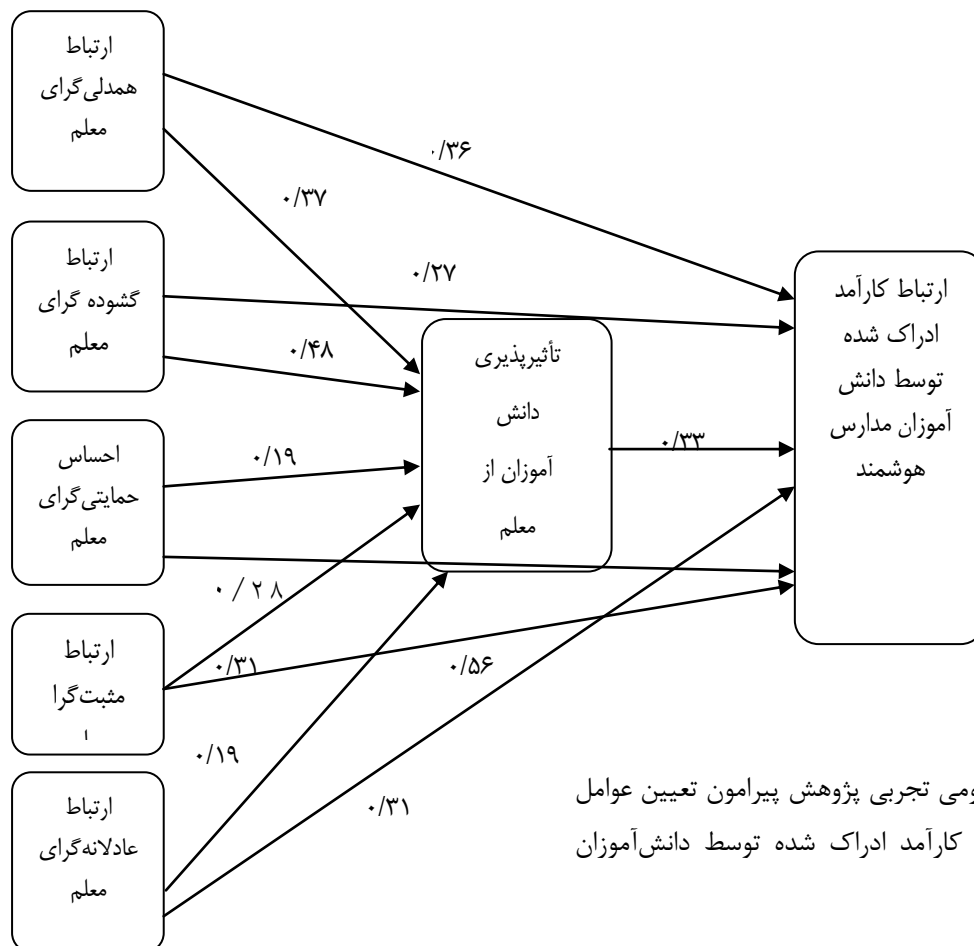 ارتباط
همدلی‌گرای
معلم
۰/۳۶
۰/۳۷
ارتباط
گشوده گرای
معلم
۰/۲۷
۰/۴۸
ارتباط کارآمد
ادراک شده
توسط دانش
آموزان مدارس
هوشمند
تأثیرپذیری
دانش
آموزان از
معلم
۰/۳۳
احساس
حمایتی‌گرای
معلم
۰/۱۹
۰/۲۸
ارتباط
مثبت‌گرا
۰/۳۱
۰/۵۶
۰/۱۹
ارتباط
عادلانه‌گرای
معلم
۰/۳۱
ومی تجربی پژوهش پیرامون تعیین عوامل
کارآمد ادراک شده توسط دانش‌آموزان